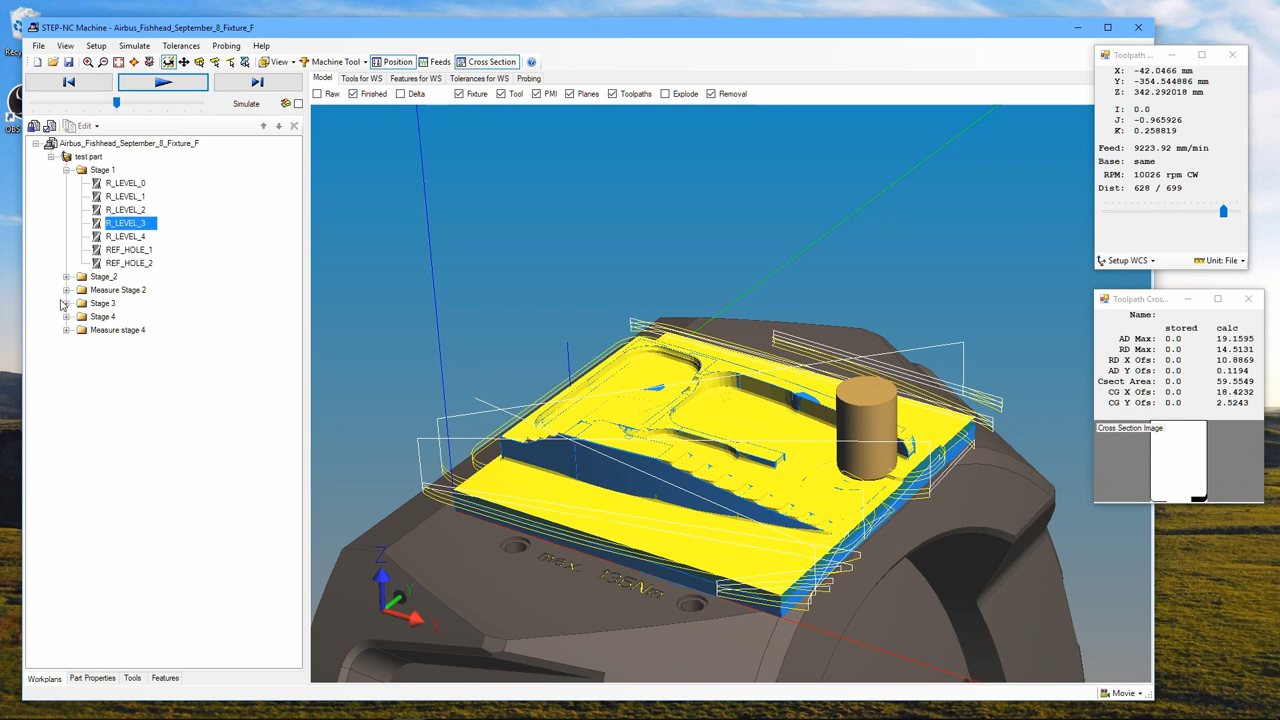 STEP-NC Machine - Airbus_Fishhead_September_8_Fixture_F
File View Setup Simulate Tolerances Probing Help
View Machine Tool Position Feeds Cross Section
Simulate
Model Tools for WS Features for WS Tolerances for WS Probing
Raw Finished Delta Fixture Tool PMI Planes Toolpaths Explode Removal
Edit
Airbus_Fishhead_September_8_Fixture_F
test part
Stage 1
R_LEVEL_0
R_LEVEL_1
R_LEVEL_2
R_LEVEL_3
R_LEVEL_4
REF_HOLE_1
REF_HOLE_2
Stage_2
Measure Stage 2
Stage 3
Stage 4
Measure stage 4
Workplans Part Properties Tools Features
max. 135Nm
Z
Y
X
Movie
Toolpath ...
X: -42.0466 mm
Y: -354.544886 mm
Z: 342.292018 mm
I: 0.0
J: -0.965926
K: 0.258819
Feed: 9223.92 mm/min
Base: same
RPM: 10026 rpm CW
Dist: 628 / 699
Setup WCS Unit: File
Toolpath Cros...
Name:
stored calc
AD Max: 0.0 19.1595
RD Max: 0.0 14.5131
RD X Ofs: 0.0 10.8869
AD Y Ofs: 0.0 0.1194
Csect Area: 0.0 59.5549
CG X Ofs: 0.0 18.4232
CG Y Ofs: 0.0 2.5243
Cross Section Image
OBS